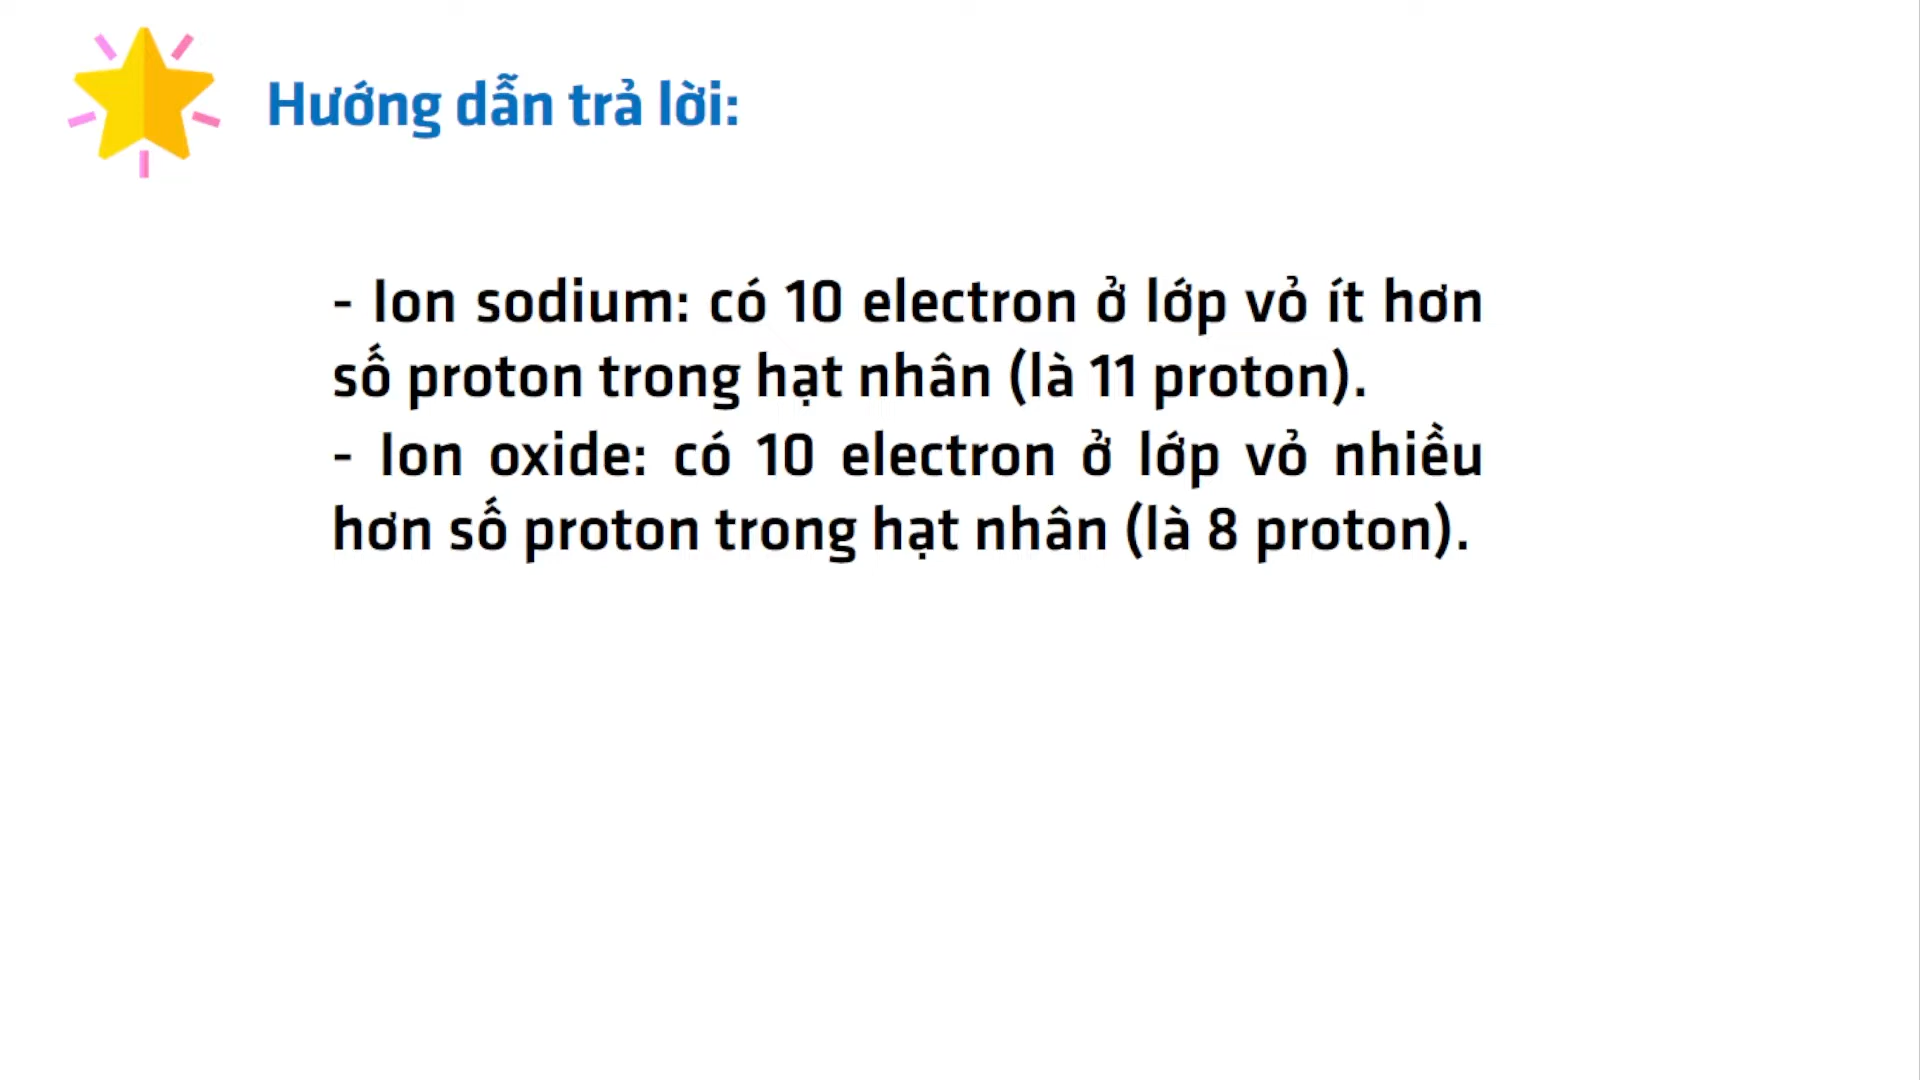 Hướng dẫn trả lời:
- Ion sodium: có 10 electron ở lớp vỏ ít hơn
số proton trong hạt nhân (là 11 proton).
- Ion oxide: có 10 electron ở lớp vỏ nhiều
hơn số proton trong hạt nhân (là 8 proton).